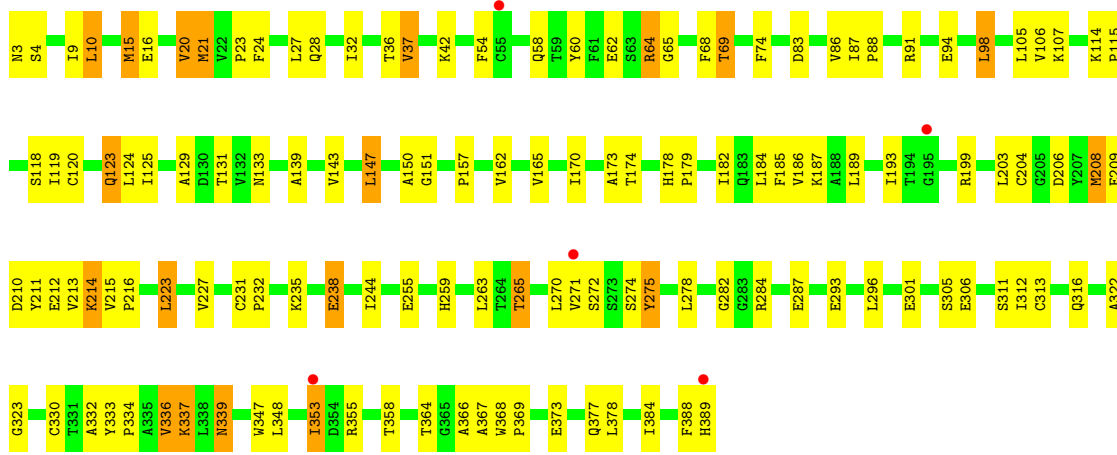 N3 S4 I9 L10 M15 E16 V20 M21 V22 P23 F24 L27 Q28 I32 T36 V37 K42 F54 C55 Q58 T59 Y60 F61 E62 S63 R64 G65 F68 T69 F74 D83 V86 I87 P88 R91 E94 L98 L105 V106 K107 K114 P115
S118 I119 C120 Q123 L124 I125 A129 D130 T131 V132 N133 A139 V143 L147 A150 G151 P157 V162 V165 I170 A173 T174 H178 P179 I182 Q183 L184 F185 V186 K187 A188 L189 I193 T194 G195 R199 L203 C204 G205 D206 Y207 M208 E209
D210 Y211 E212 V213 K214 V215 P216 L223 V227 C231 P232 K235 E238 I244 E255 H259 L263 T264 T265 L270 V271 S272 S273 S274 Y275 L278 G282 G283 R284 E287 E293 L296 E301 S305 E306 S311 I312 C313 Q316 A322
G323 C330 T331 A332 Y333 P334 A335 V336 K337 L338 N339 W347 L348 I353 D354 R355 T358 T364 G365 A366 A367 W368 P369 E373 Q377 L378 I384 F388 H389